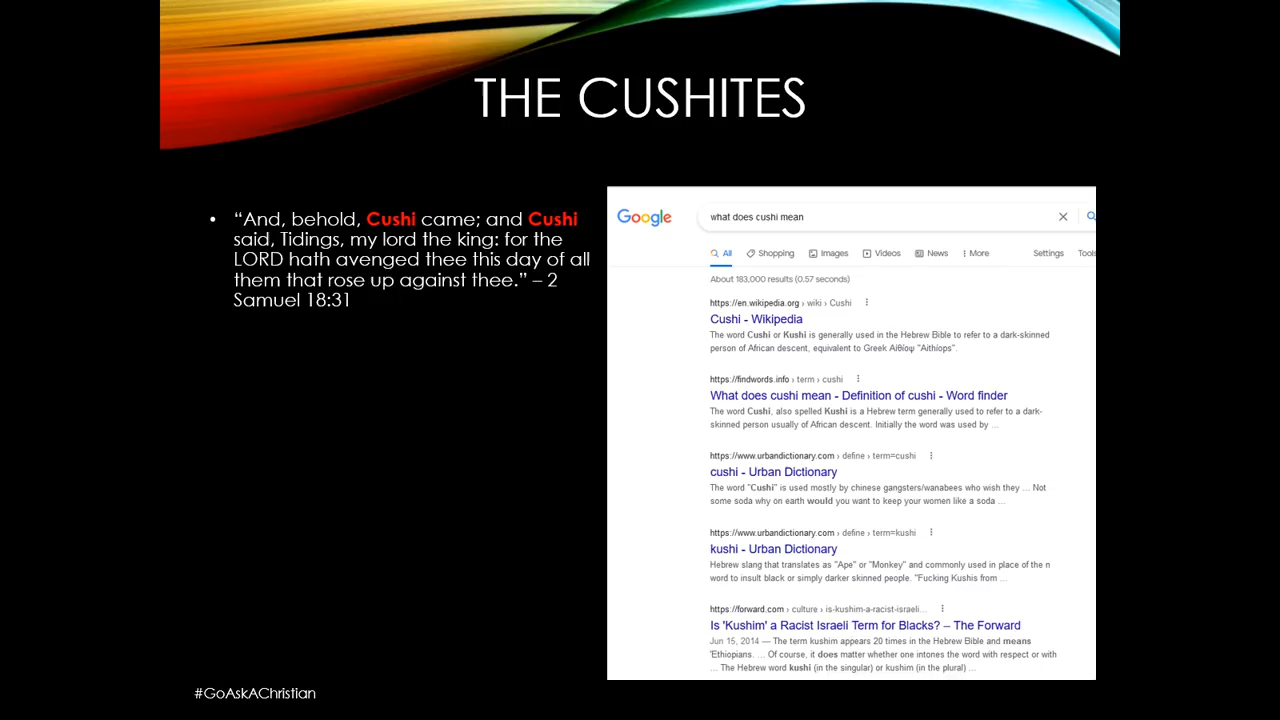 THE CUSHITES
• “And, behold, Cushi came; and Cushi
said, Tidings, my lord the king: for the
LORD hath avenged thee this day of all
them that rose up against thee.” – 2
Samuel 18:31
Google
what does cushi mean
All Shopping Images Videos News More Settings Tools
About 183,000 results (0.57 seconds)
https://en.wikipedia.org › wiki › Cushi
Cushi - Wikipedia
The word Cushi or Kushi is generally used in the Hebrew Bible to refer to a dark-skinned
person of African descent, equivalent to Greek Αἰθίοψ "Aithíops".
https://findwords.info › term › cushi
What does cushi mean - Definition of cushi - Word finder
The word Cushi, also spelled Kushi is a Hebrew term generally used to refer to a dark-
skinned person usually of African descent. Initially the word was used by ...
https://www.urbandictionary.com › define › term=cushi
cushi - Urban Dictionary
The word "Cushi" is used mostly by chinese gangsters/wanabees who wish they ... Not
some soda why on earth would you want to keep your women like a soda ...
https://www.urbandictionary.com › define › term=kushi
kushi - Urban Dictionary
Hebrew slang that translates as "Ape" or "Monkey" and commonly used in place of the n
word to insult black or simply darker skinned people. "Fucking Kushis from ...
https://forward.com › culture › is-kushim-a-racist-israeli...
Is 'Kushim' a Racist Israeli Term for Blacks? – The Forward
Jun 15, 2014 — The term kushim appears 20 times in the Hebrew Bible and means
'Ethiopians. ... Of course, it does matter whether one intones the word with respect or with
... The Hebrew word kushi (in the singular) or kushim (in the plural) ...
#GoAskAChristian